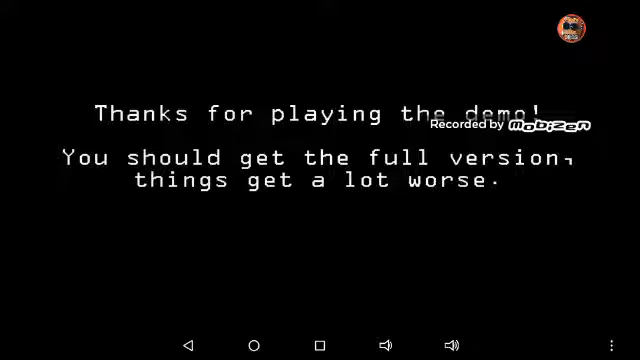 Thanks for playing the demo!
Recorded by mobizen
You should get the full version,
things get a lot worse.